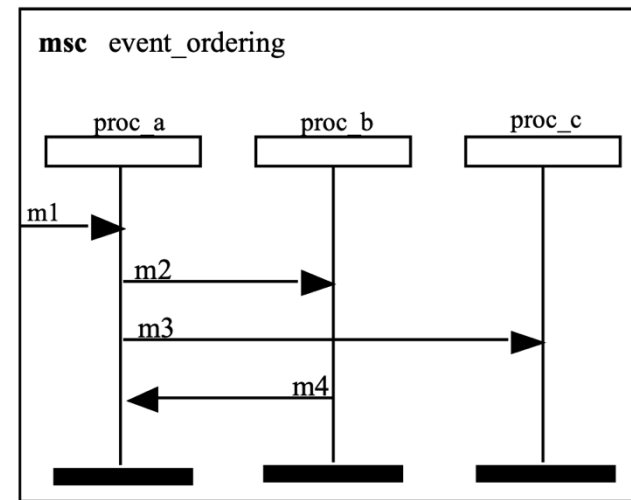 msc event_ordering
proc_a proc_b proc_c
m1
m2
m3
m4